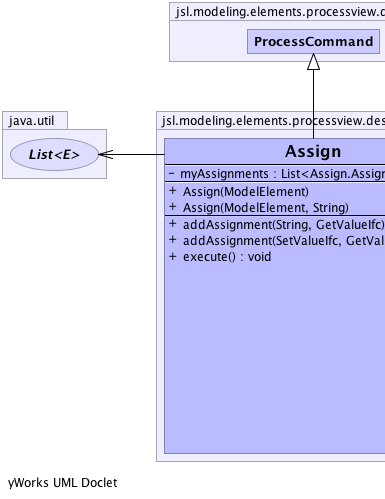 jsl.modeling.elements.processview.d
ProcessCommand
java.util
List<E>
jsl.modeling.elements.processview.des
Assign
– myAssignments : List<Assign.Assign
+ Assign(ModelElement)
+ Assign(ModelElement, String)
+ addAssignment(String, GetValueIfc)
+ addAssignment(SetValueIfc, GetVal
+ execute() : void
yWorks UML Doclet